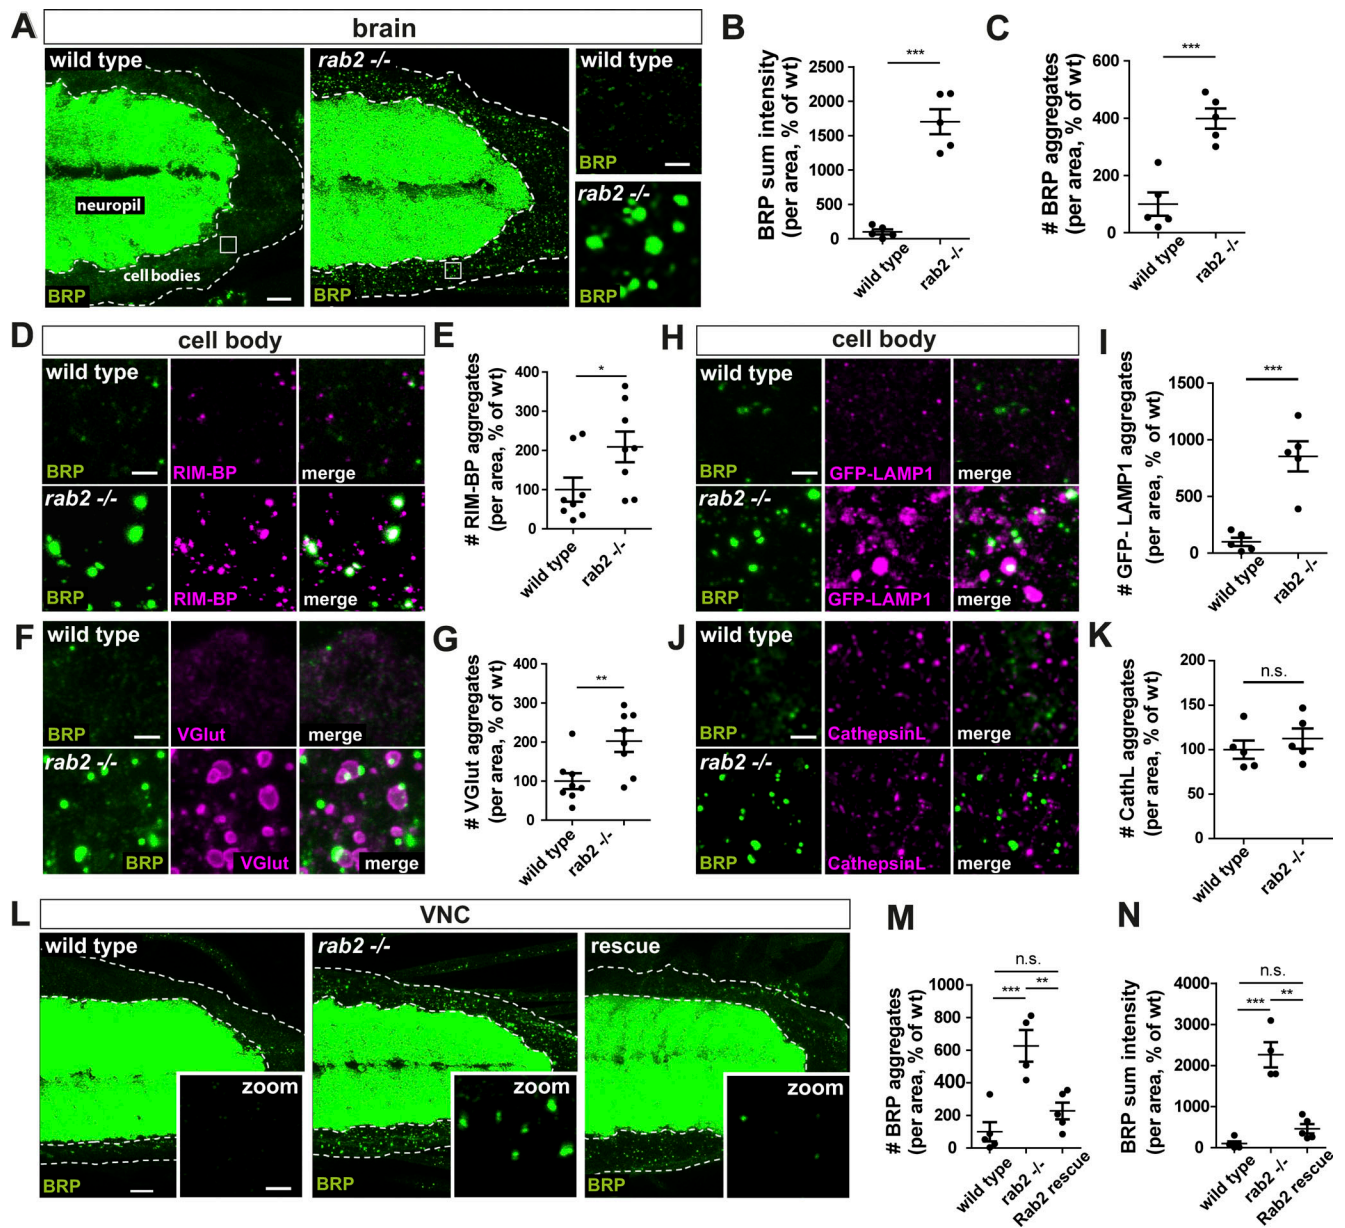 A
brain
wild type
neuropil
cell bodies
BRP
rab2 -/-
BRP
wild type
BRP
rab2 -/-
BRP
B
BRP sum intensity
(per area, % of wt)
2500
2000
1500
1000
500
0
***
wild type
rab2 -/-
C
# BRP aggregates
(per area, % of wt)
600
400
200
0
***
wild type
rab2 -/-
D
cell body
wild type
BRP
RIM-BP
merge
rab2 -/-
BRP
RIM-BP
merge
E
# RIM-BP aggregates
(per area, % of wt)
400
300
200
100
0
*
wild type
rab2 -/-
F
wild type
BRP
VGlut
merge
rab2 -/-
BRP
VGlut
merge
G
# VGlut aggregates
(per area, % of wt)
400
300
200
100
0
**
wild type
rab2 -/-
H
cell body
wild type
BRP
GFP-LAMP1
merge
rab2 -/-
BRP
GFP-LAMP1
merge
I
# GFP- LAMP1 aggregates
(per area, % of wt)
1500
1000
500
0
***
wild type
rab2 -/-
J
wild type
BRP
CathepsinL
merge
rab2 -/-
BRP
CathepsinL
merge
K
# CathL aggregates
(per area, % of wt)
200
150
100
50
0
n.s.
wild type
rab2 -/-
L
VNC
wild type
zoom
BRP
rab2 -/-
zoom
BRP
rescue
zoom
BRP
M
# BRP aggregates
(per area, % of wt)
1000
800
600
400
200
0
n.s.
***
**
wild type
rab2 -/-
Rab2 rescue
N
BRP sum intensity
(per area, % of wt)
4000
3000
2000
1000
0
n.s.
***
**
wild type
rab2 -/-
Rab2 rescue